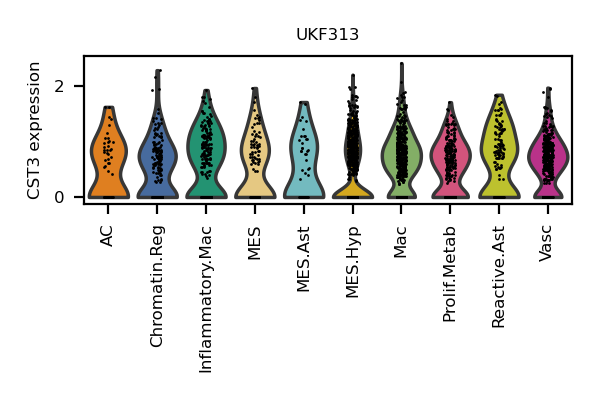 UKF313
CST3 expression
2
0
AC
Chromatin.Reg
Inflammatory.Mac
MES
MES.Ast
MES.Hyp
Mac
Prolif.Metab
Reactive.Ast
Vasc